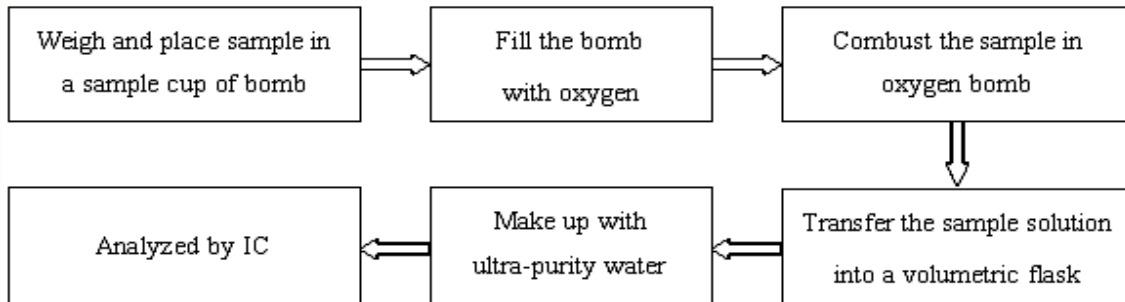 Weigh and place sample in
a sample cup of bomb
Fill the bomb
with oxygen
Combust the sample in
oxygen bomb
Transfer the sample solution
into a volumetric flask
Make up with
ultra-purity water
Analyzed by IC